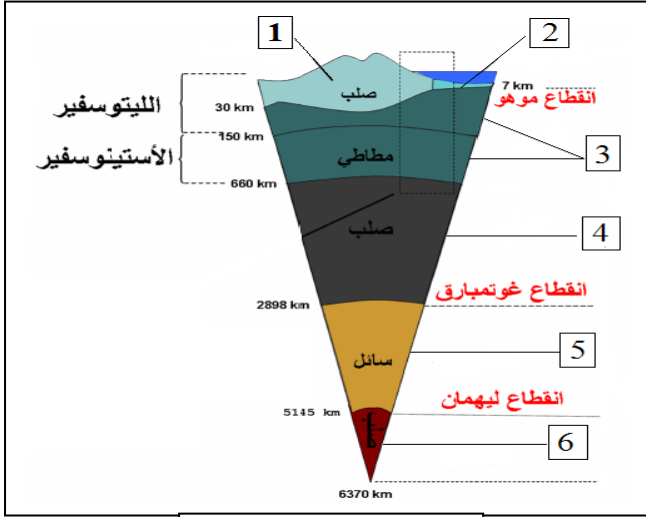 1
2
صلب
7 km
انقطاع موهو
الليتوسفير
30 km
150 km
3
الأستينوسفير
مطاطي
660 km
صلب
4
انقطاع غوتمبارق
2898 km
5
سائل
انقطاع ليهمان
5145 km
صلب
6
6370 km